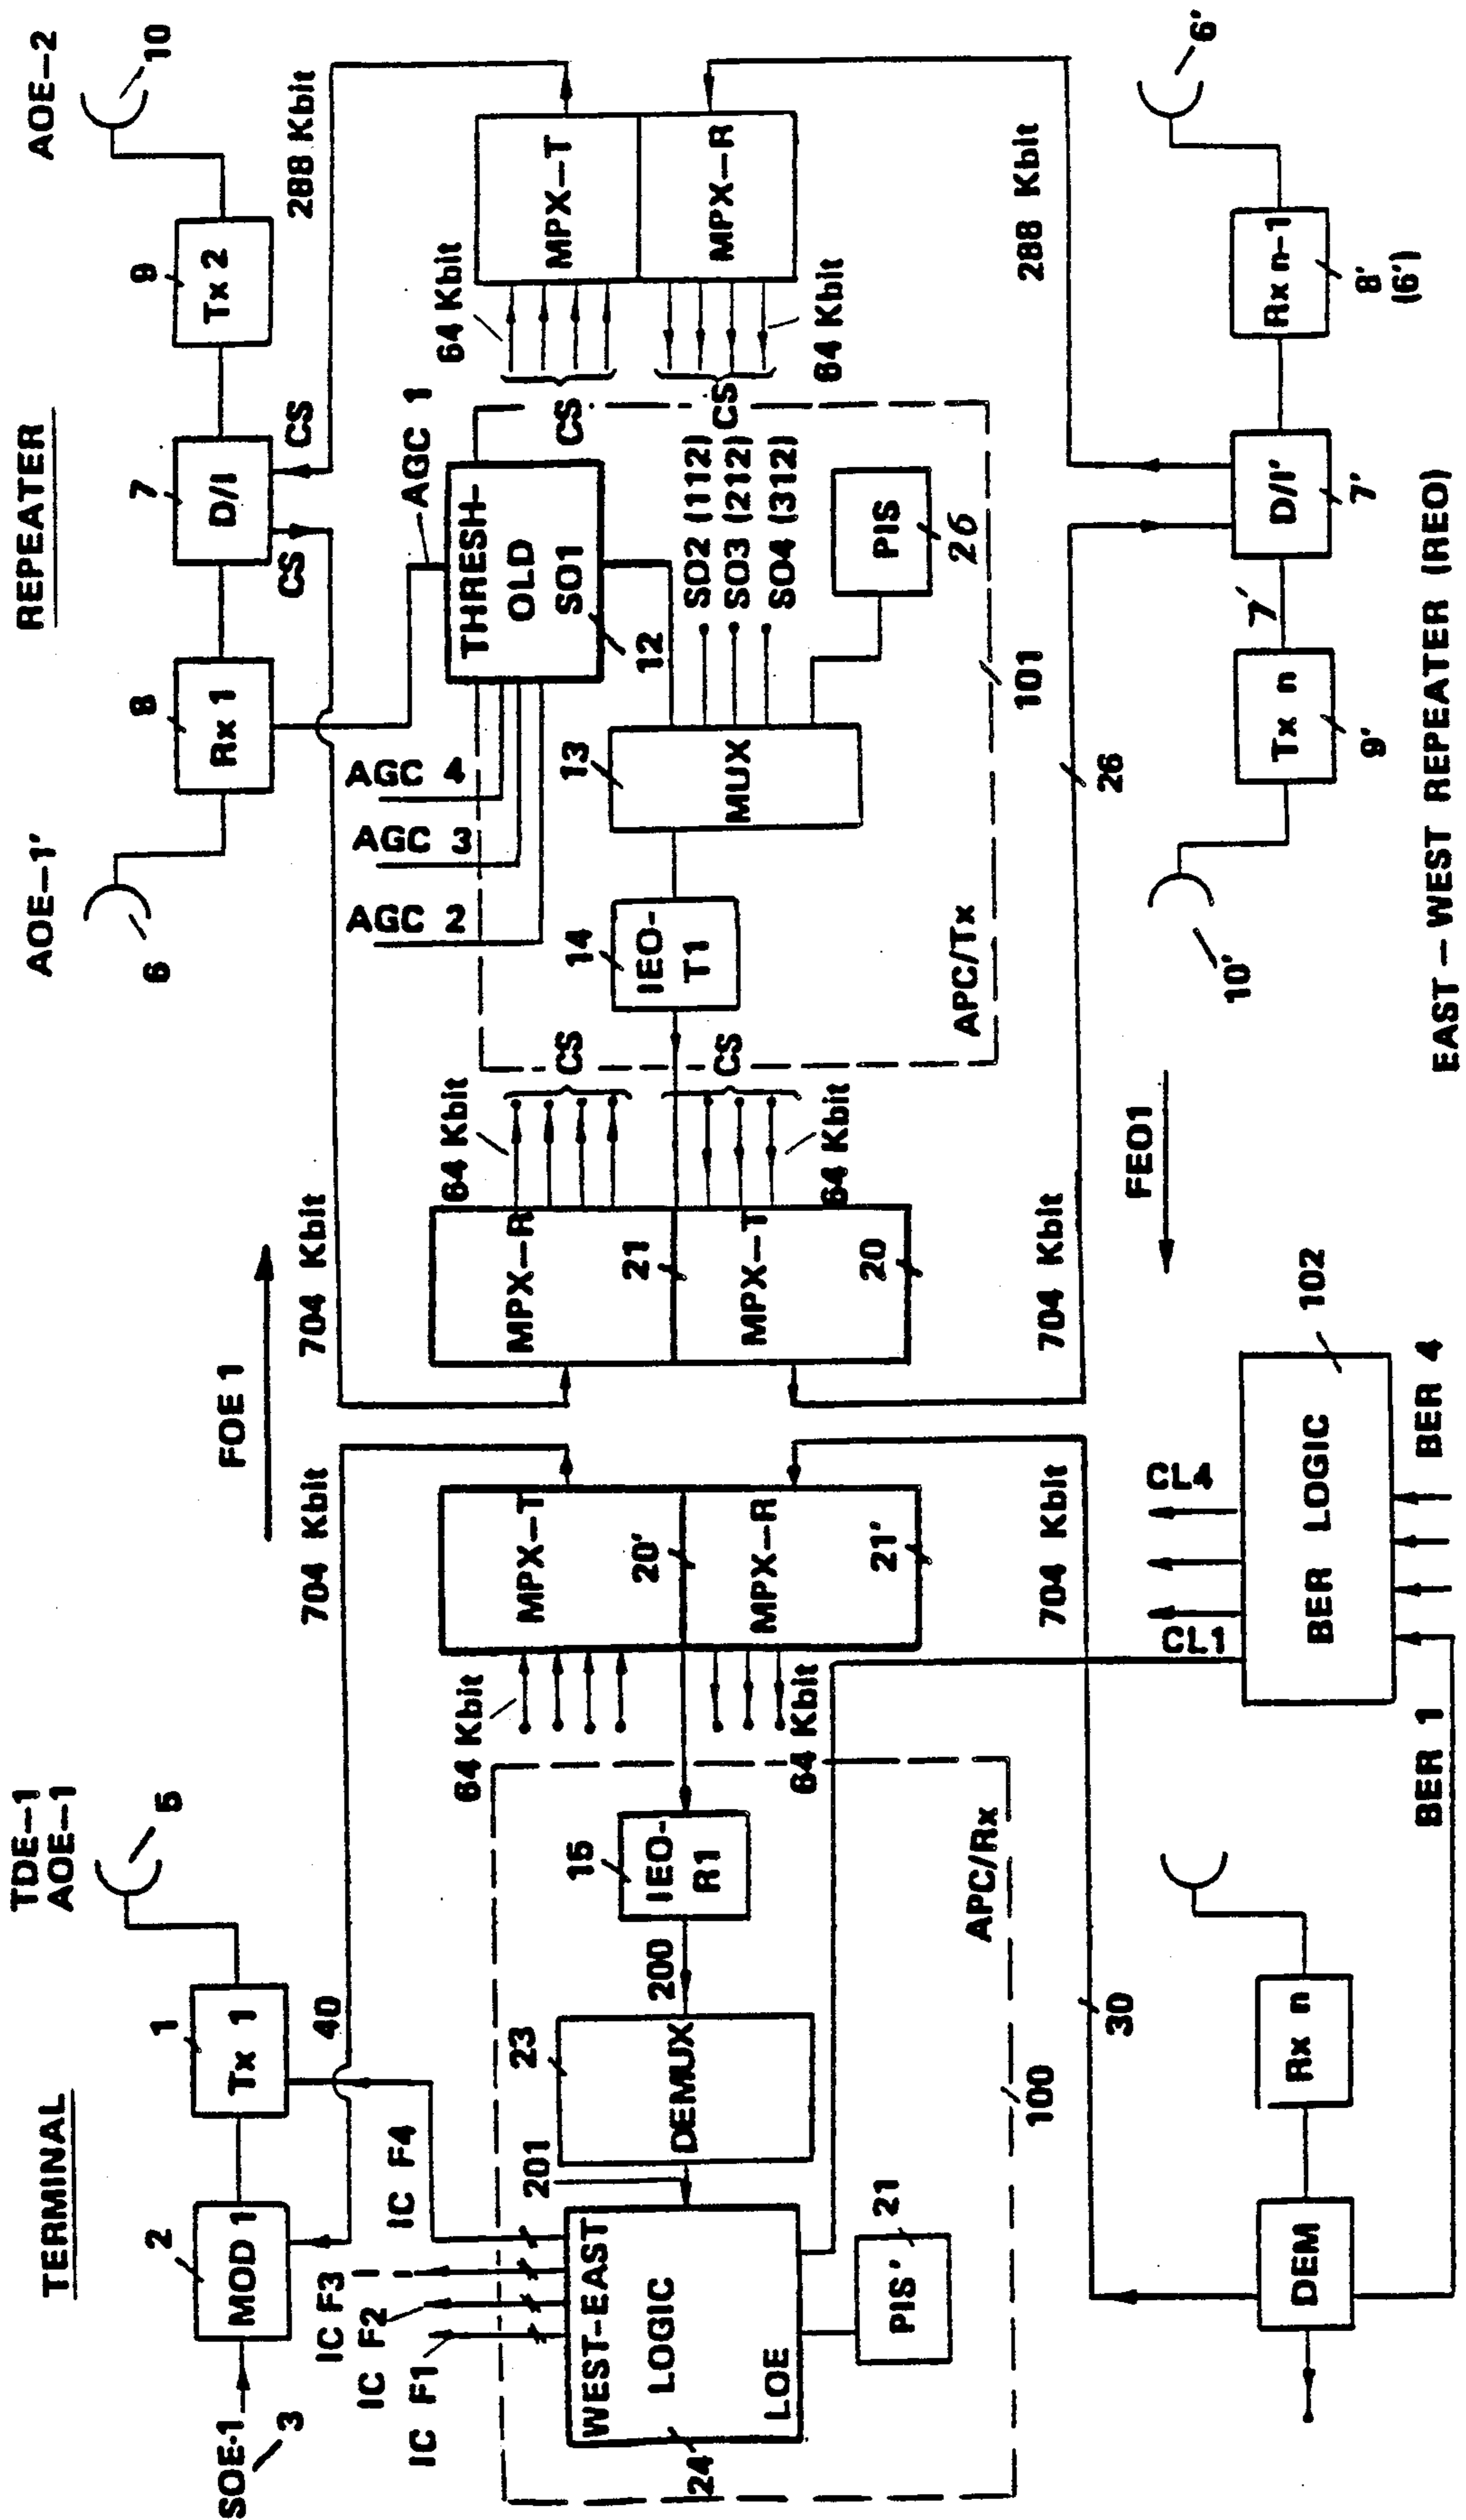 TERMINAL
TDE-1
AOE-1
5
1
Tx 1
2
MOD 1
SOE-1
3
40
IC F4
IC F3
IC F2
IC F1
201
WEST-EAST
LOGIC
LOE
24
PIS'
21
23
DEMUX
200
15
IEO-
R1
APC/Rx
100
64 Kbit
64 Kbit
MPX-T
20'
MPX-R
21'
704 Kbit
704 Kbit
30
DEM
Rx n
BER 1
BER 4
BER LOGIC
102
CL1
CL4
FOE 1
FEO1
REPEATER
AOE-1'
6
8
Rx 1
7
D/I
CS
CS
9
Tx 2
AOE-2
10
704 Kbit
288 Kbit
MPX-R
21
MPX-T
20
704 Kbit
64 Kbit
64 Kbit
CS
CS
AGC 4
AGC 3
AGC 2
AGC 1
THRESH-
OLD
SO1
12
13
MUX
14
IEO-
T1
SO2 (112)
SO3 (212)
SO4 (312)
PIS
26
APC/Tx
101
CS
CS
64 Kbit
64 Kbit
MPX-T
MPX-R
288 Kbit
26
10'
Tx n
9'
7'
D/I'
7'
Rx n-1
8'
(6')
6'
EAST-WEST REPEATER (REO)